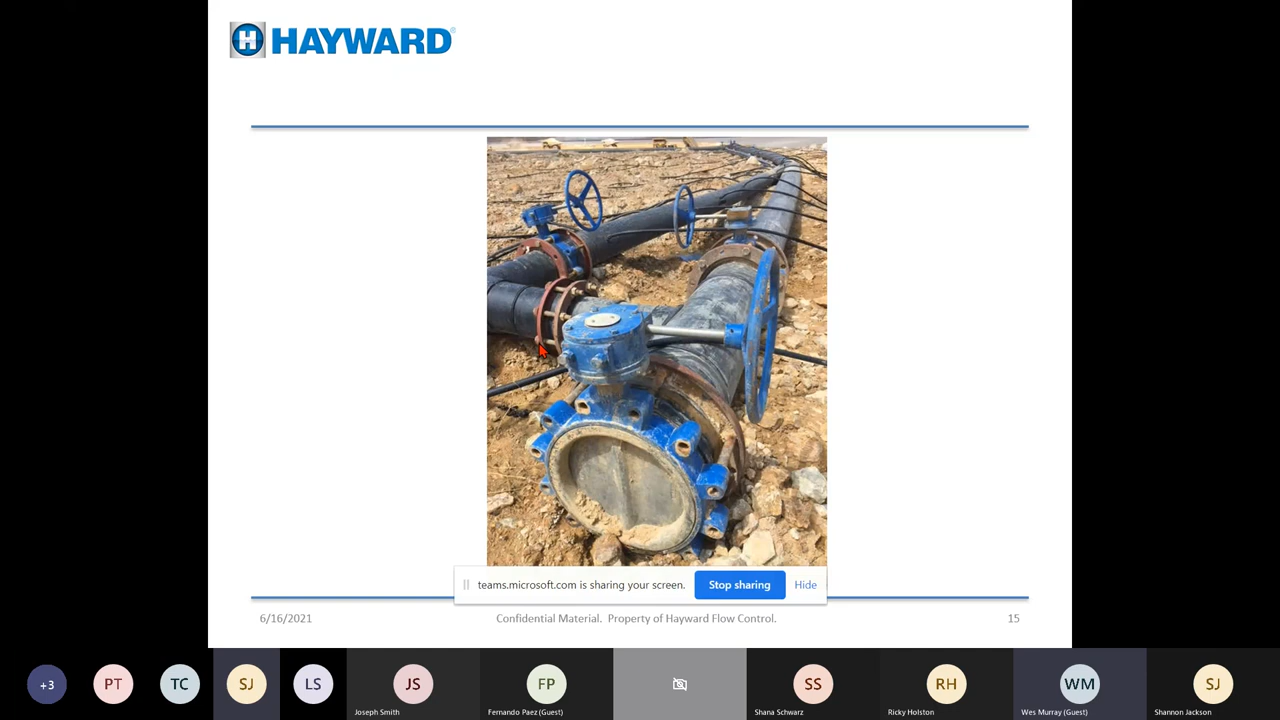 H HAYWARD®
teams.microsoft.com is sharing your screen.
Stop sharing
Hide
6/16/2021
Confidential Material. Property of Hayward Flow Control.
15
+3
PT
TC
SJ
LS
JS
FP
SS
RH
WM
SJ
Joseph Smith
Fernando Paez (Guest)
Shana Schwarz
Ricky Holston
Wes Murray (Guest)
Shannon Jackson